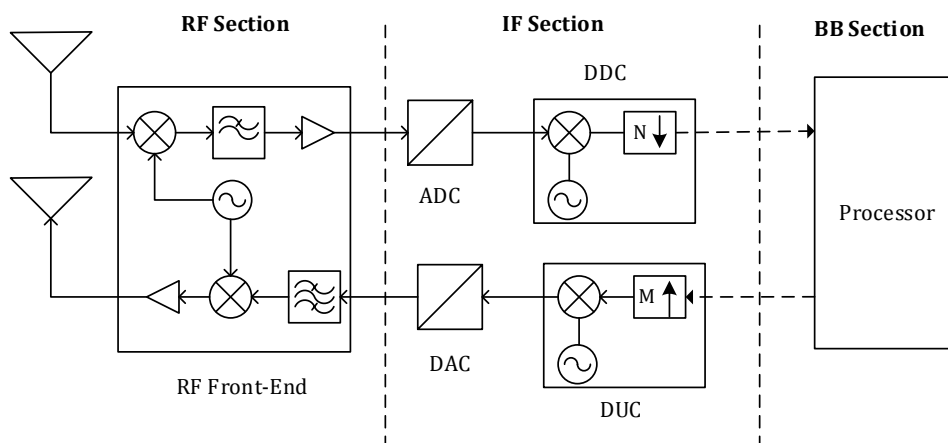 RF Section
IF Section
BB Section
DDC
N
ADC
Processor
M
DAC
RF Front-End
DUC